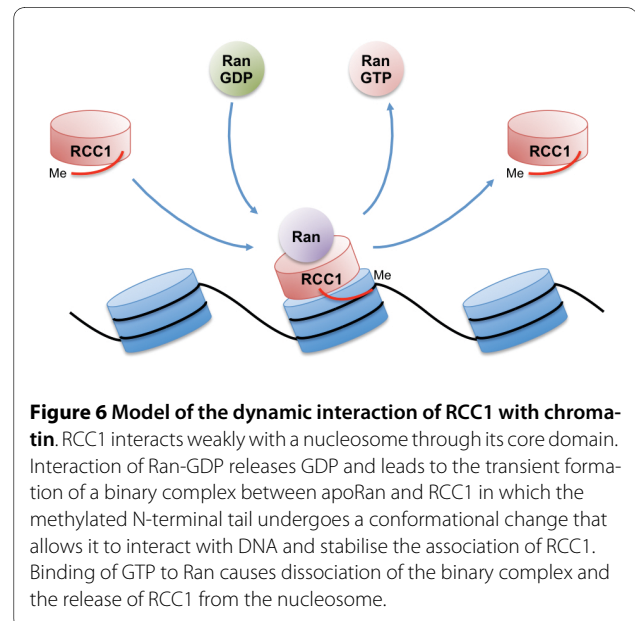 Ran
GDP
Ran
GTP
RCC1
Me
RCC1
Me
Ran
RCC1
Me
Figure 6 Model of the dynamic interaction of RCC1 with chroma-
tin. RCC1 interacts weakly with a nucleosome through its core domain.
Interaction of Ran-GDP releases GDP and leads to the transient forma-
tion of a binary complex between apoRan and RCC1 in which the
methylated N-terminal tail undergoes a conformational change that
allows it to interact with DNA and stabilise the association of RCC1.
Binding of GTP to Ran causes dissociation of the binary complex and
the release of RCC1 from the nucleosome.